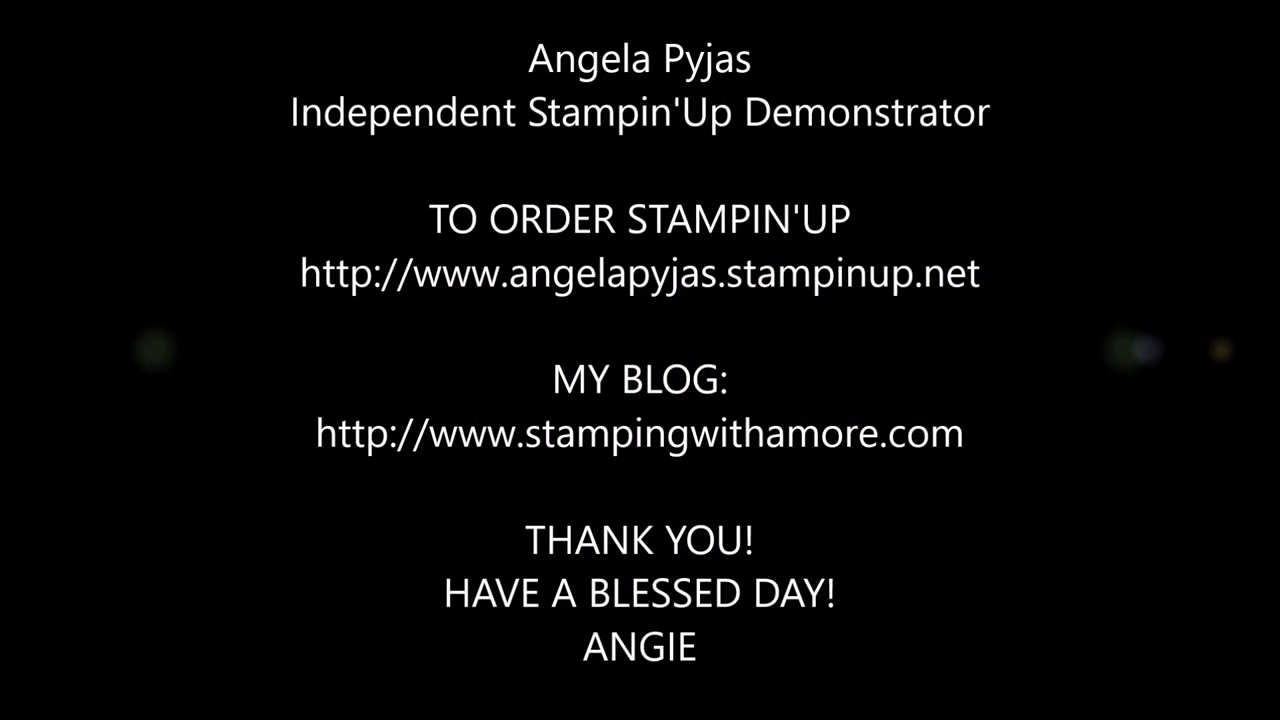 Angela Pyjas
Independent Stampin'Up Demonstrator
TO ORDER STAMPIN'UP
http://www.angelapyjas.stampinup.net
MY BLOG:
http://www.stampingwithamore.com
THANK YOU!
HAVE A BLESSED DAY!
ANGIE